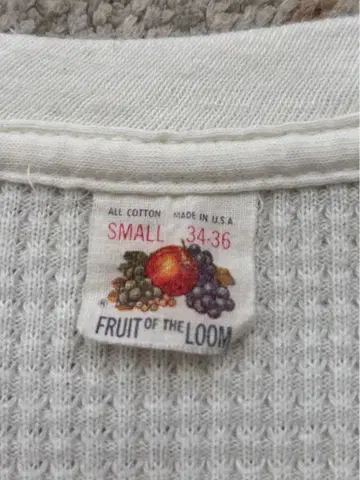 ALL COTTON MADE IN U.S.A
SMALL 34-36
®
FRUIT OF THE LOOM